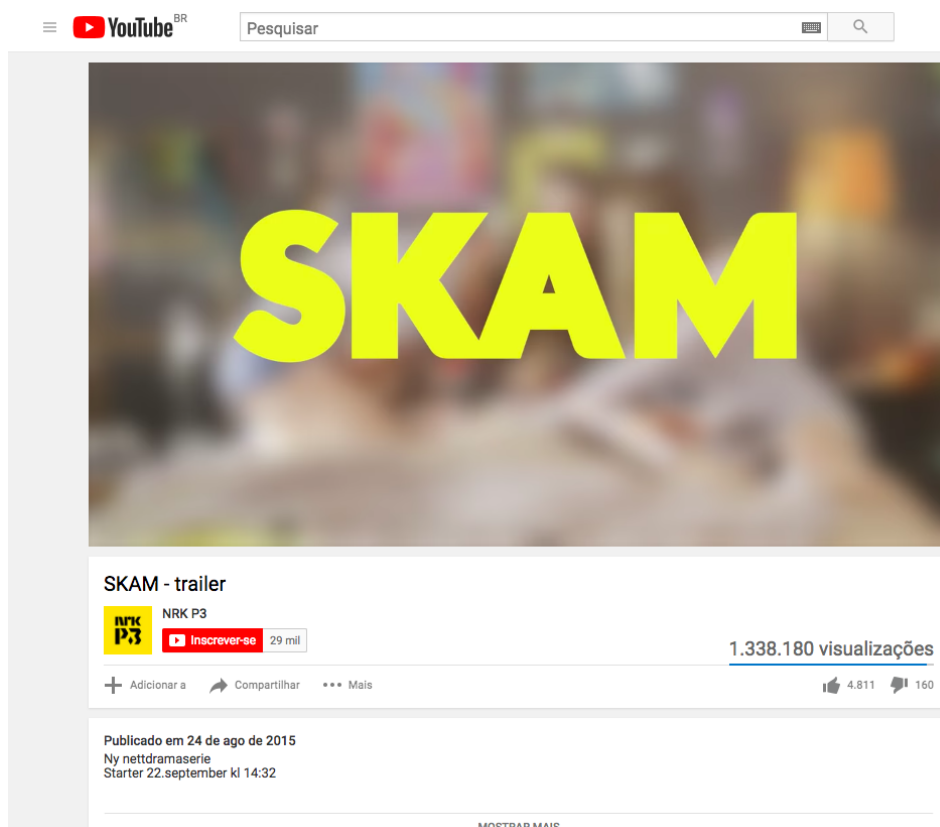 YouTube BR
Pesquisar
SKAM
SKAM - trailer
NRK P3
NRK P3
Inscrever-se 29 mil
1.338.180 visualizações
Adicionar a Compartilhar Mais 4.811 160
Publicado em 24 de ago de 2015
Ny nettdramaserie
Starter 22.september kl 14:32
MOSTRAR MAIS